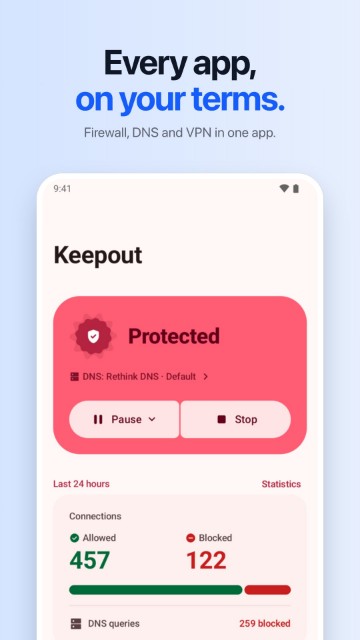 Every app,
on your terms.
Firewall, DNS and VPN in one app.
9:41
Keepout
Protected
DNS: Rethink DNS · Default
Pause
Stop
Last 24 hours
Statistics
Connections
Allowed
Blocked
457
122
DNS queries
259 blocked